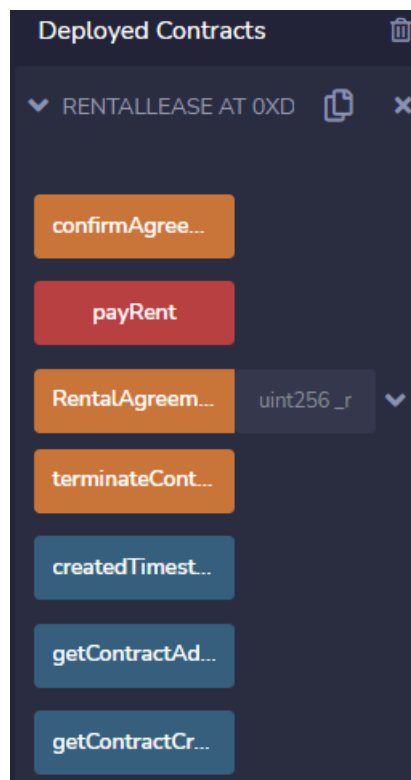 Deployed Contracts
RENTALLEASE AT 0XD
confirmAgree...
payRent
RentalAgreem...
uint256 _r
terminateCont...
createdTimest...
getContractAd...
getContractCr...